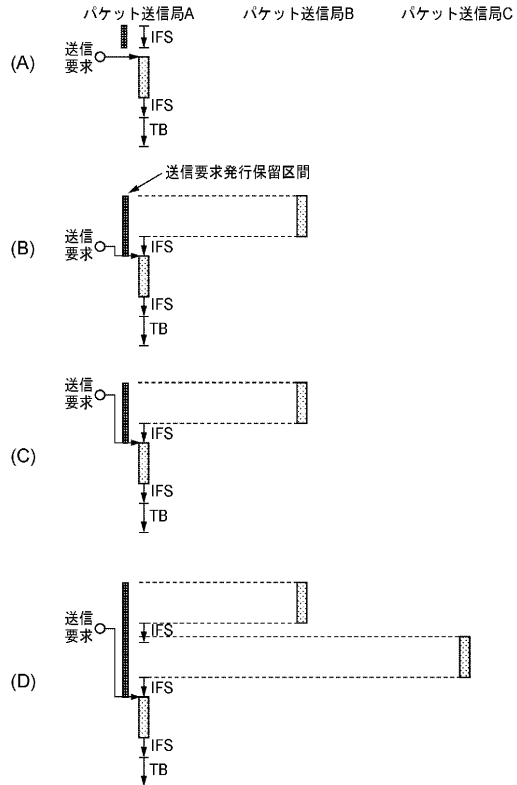 パケット送信局A パケット送信局B パケット送信局C
(A)
送信
要求
IFS
IFS
TB
送信要求発行保留区間
(B)
送信
要求
IFS
IFS
TB
(C)
送信
要求
IFS
IFS
TB
(D)
送信
要求
IFS
IFS
IFS
TB